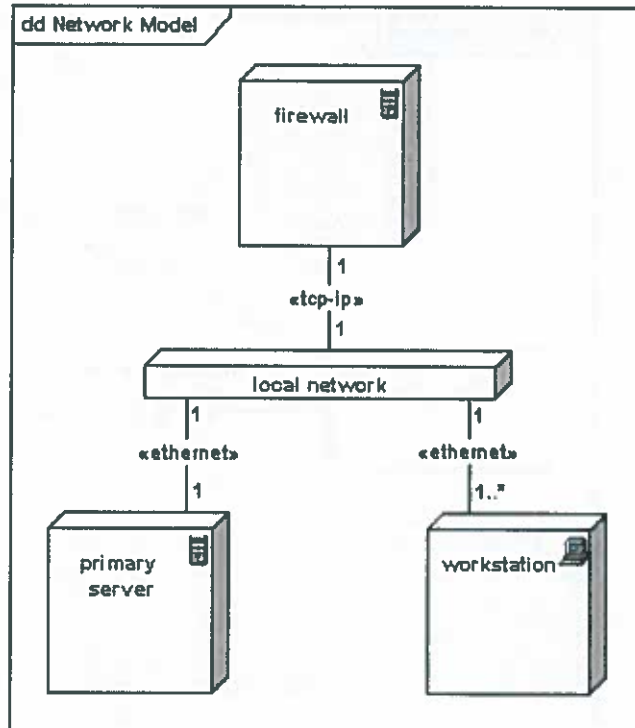 dd Network Model
firewall
1
«tcp-ip»
1
local network
1
1
«ethernet»
«ethernet»
1
1..*
primary
server
workstation